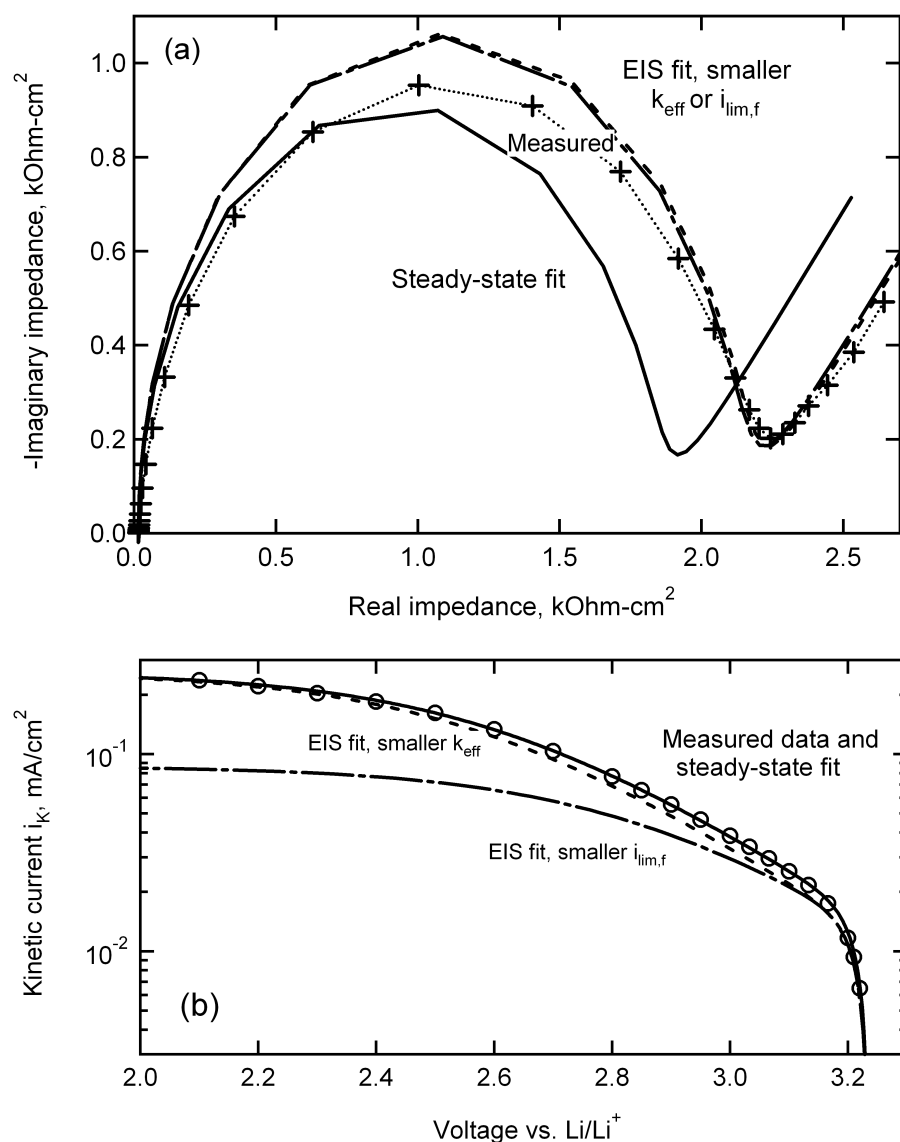 (a)
EIS fit, smaller
k_eff or i_lim,f
Measured
Steady-state fit
-Imaginary impedance, kOhm-cm²
1.0
0.8
0.6
0.4
0.2
0.0
0.0 0.5 1.0 1.5 2.0 2.5
Real impedance, kOhm-cm²
EIS fit, smaller k_eff
Measured data and
steady-state fit
EIS fit, smaller i_lim,f
(b)
Kinetic current i_K, mA/cm²
10⁻¹
10⁻²
2.0 2.2 2.4 2.6 2.8 3.0 3.2
Voltage vs. Li/Li⁺